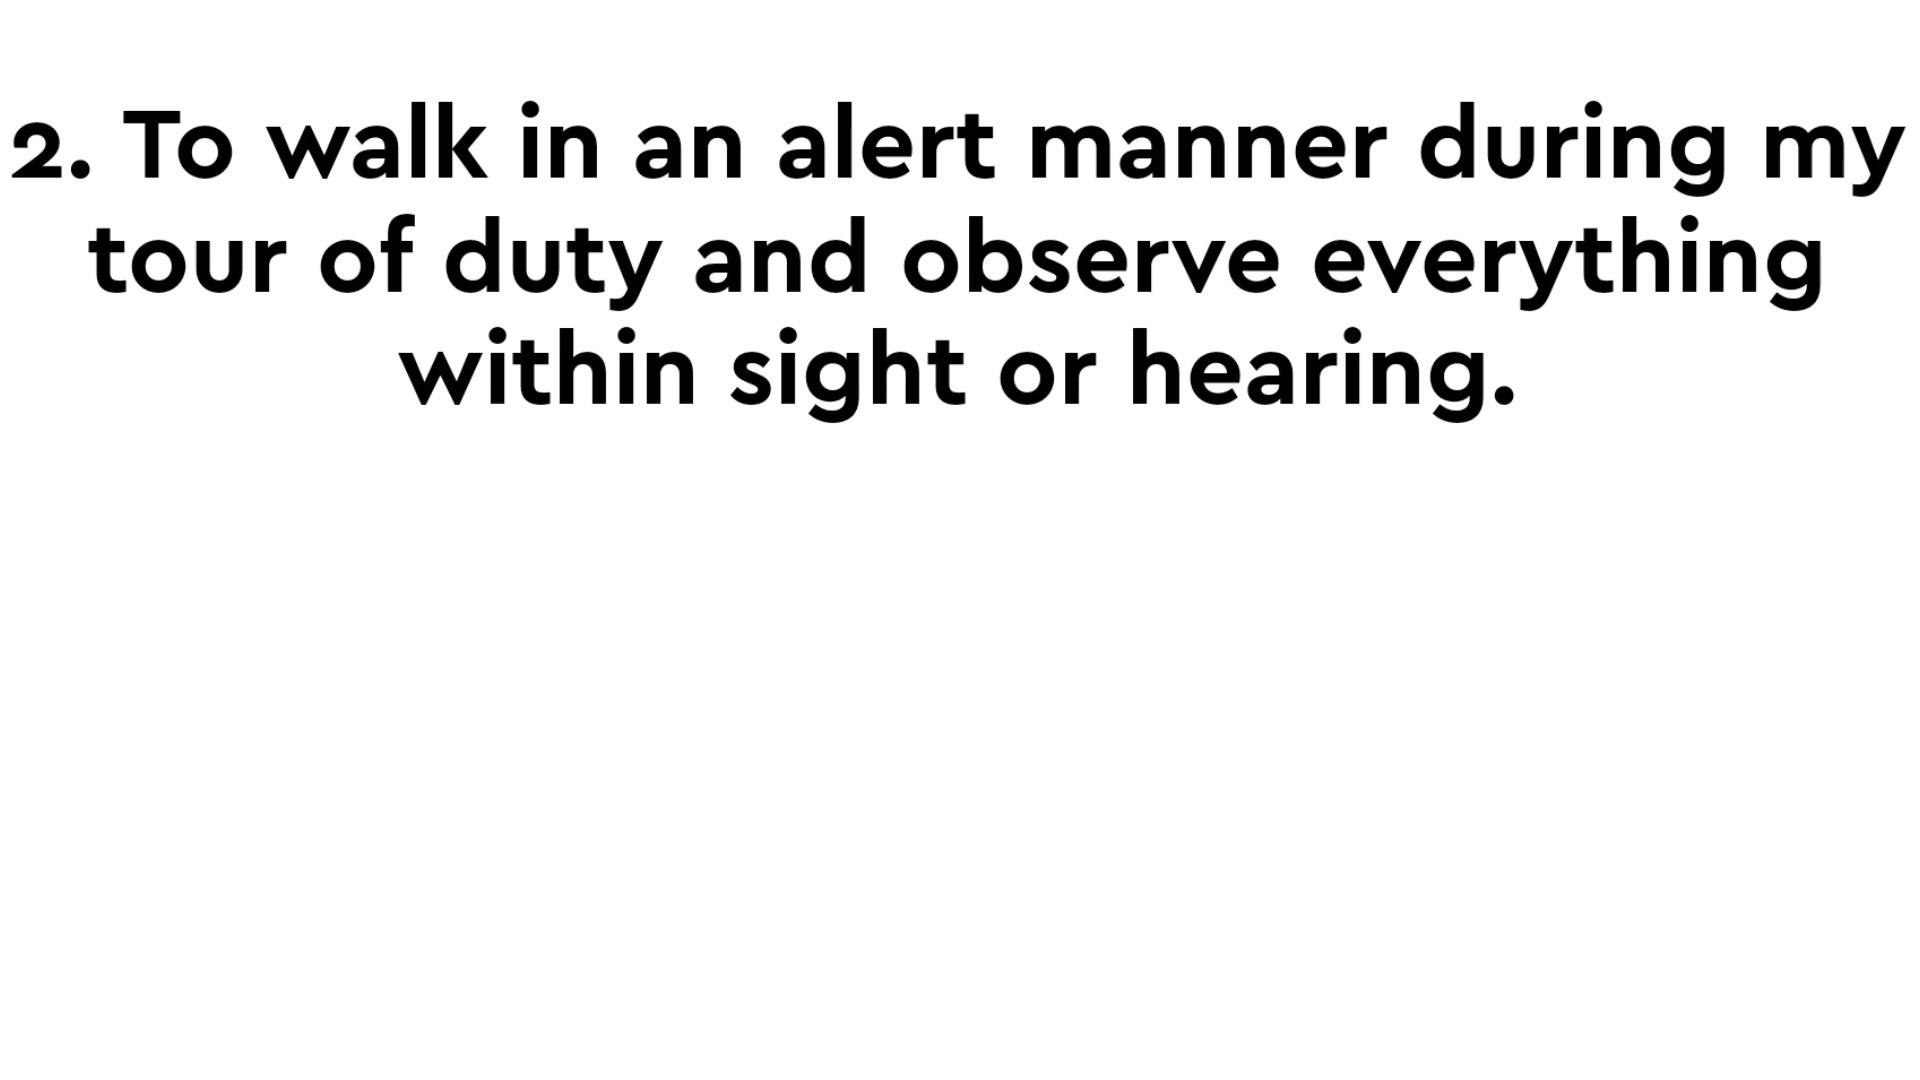 2. To walk in an alert manner during my
tour of duty and observe everything
within sight or hearing.